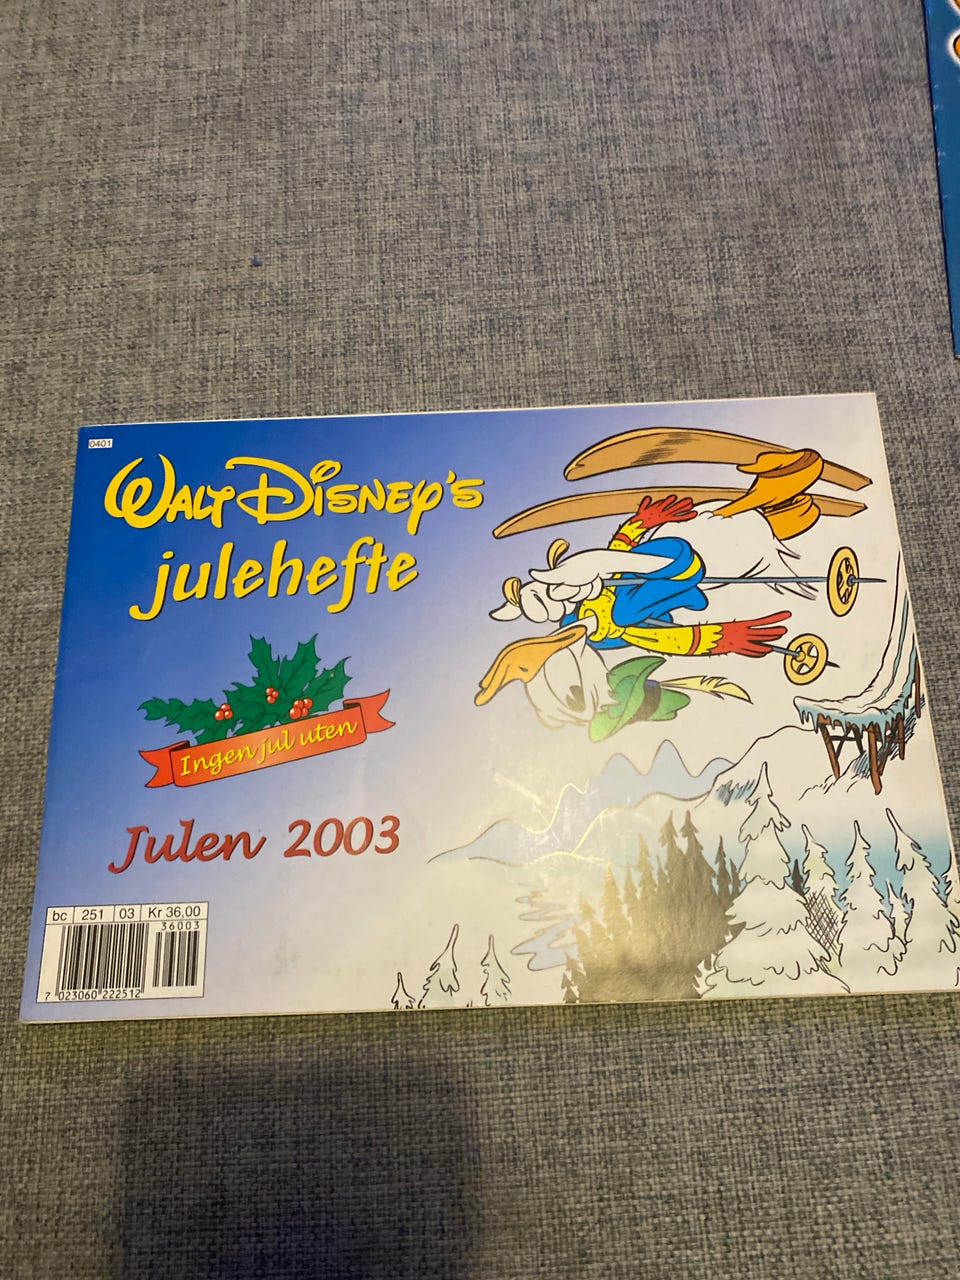 0401
WALT DISNEY'S
julehefte
Ingen jul uten
Julen 2003
bc 251 03 Kr 36,00
36003
7 023060 222512